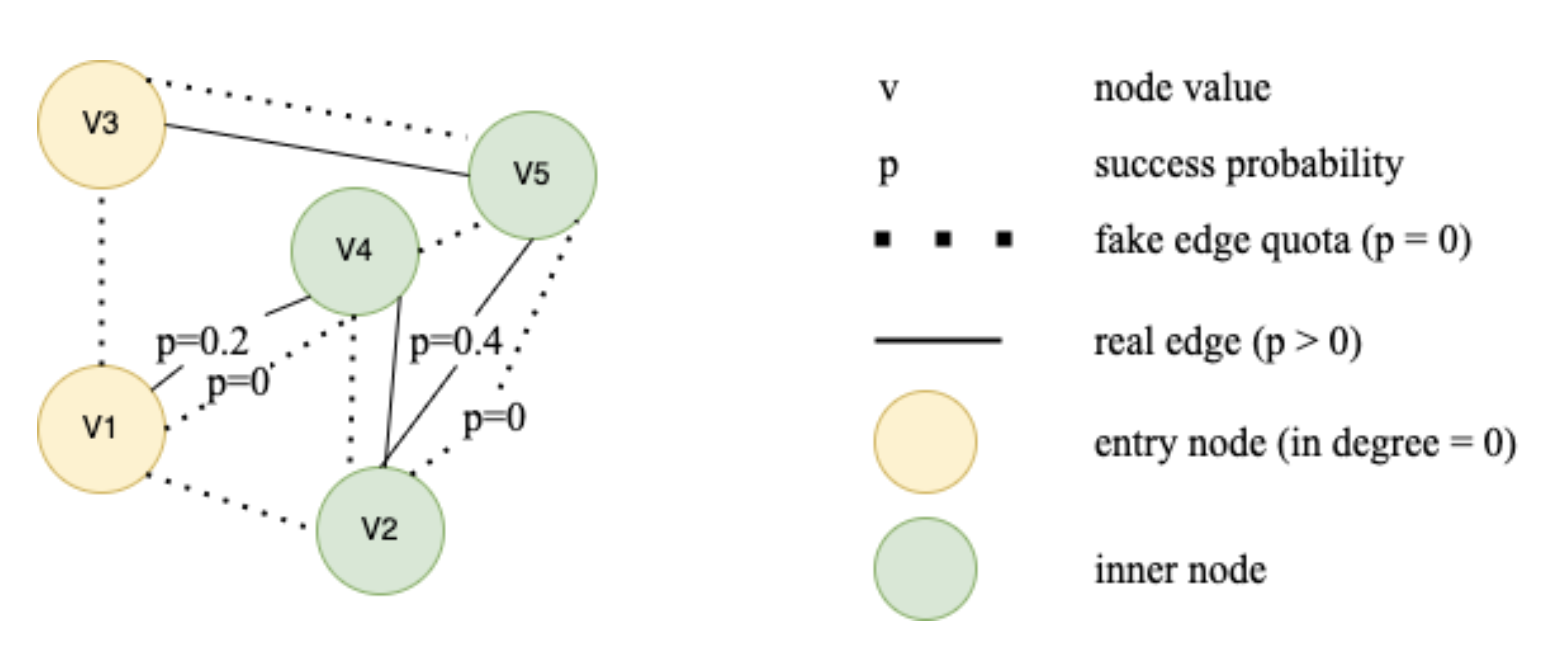 V3
V5
V4
p=0.2
p=0.4
p=0
p=0
V1
V2
v node value
p success probability
fake edge quota (p = 0)
real edge (p > 0)
entry node (in degree = 0)
inner node